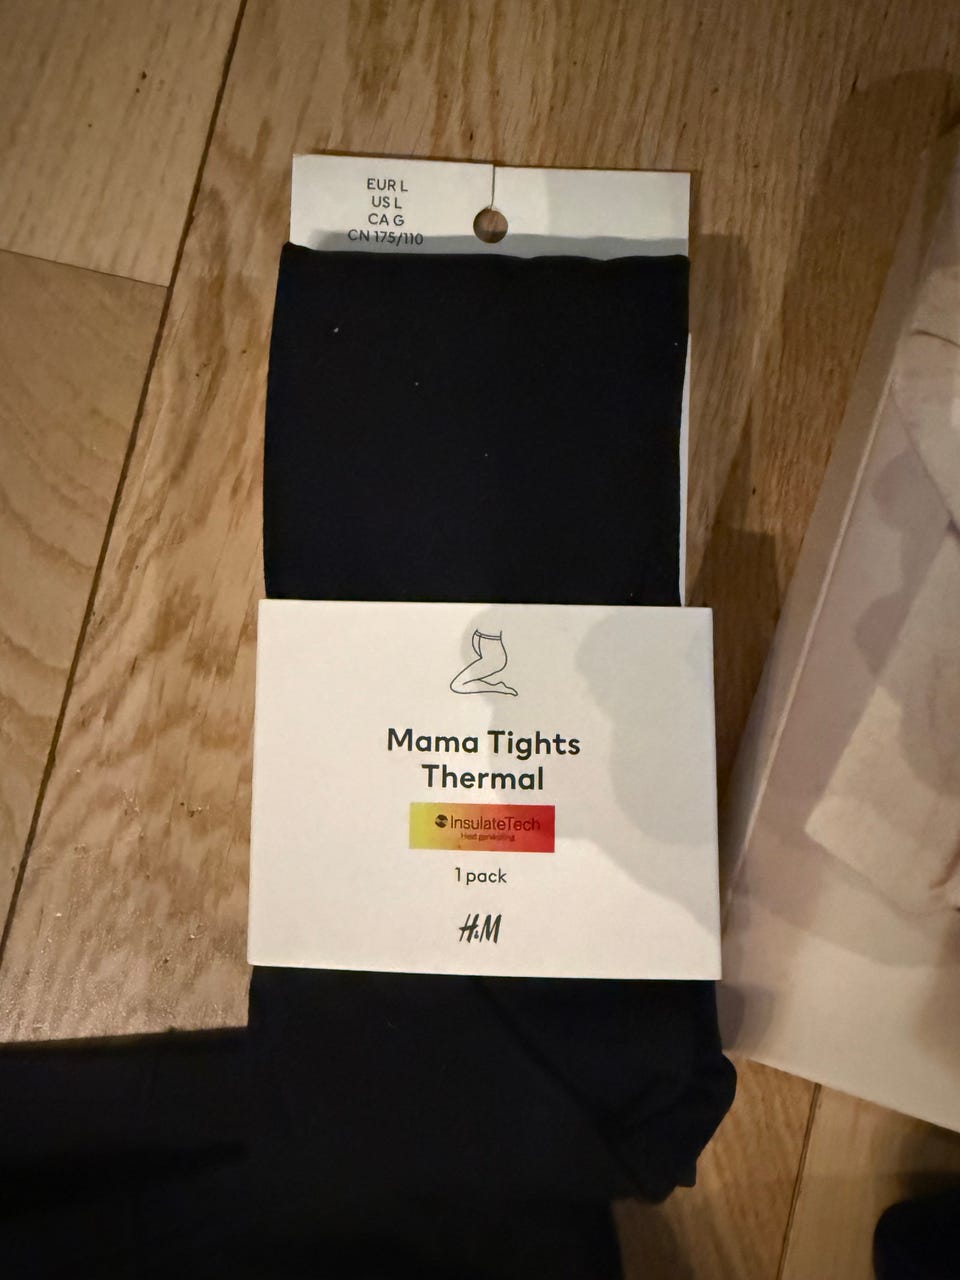 EUR L
US L
CA G
CN 175/110
Mama Tights
Thermal
InsulateTech
Heat generating
1 pack
H&M